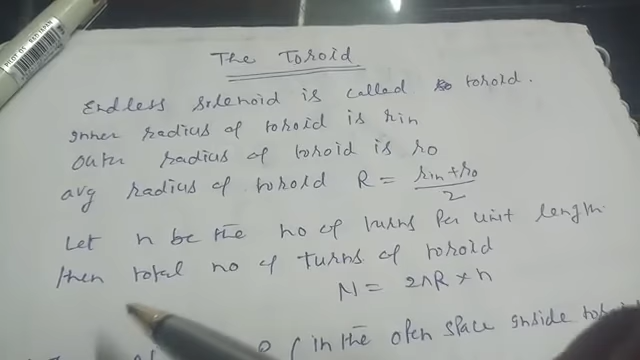 The Toroid
Endless solenoid is called toroid.
inner radius of toroid is rin
outer radius of toroid is ro
avg radius of toroid R = rin+ro/2
Let n be the no of turns per unit length.
then total no of turns of toroid
N = 2πR × n
(in the open space inside